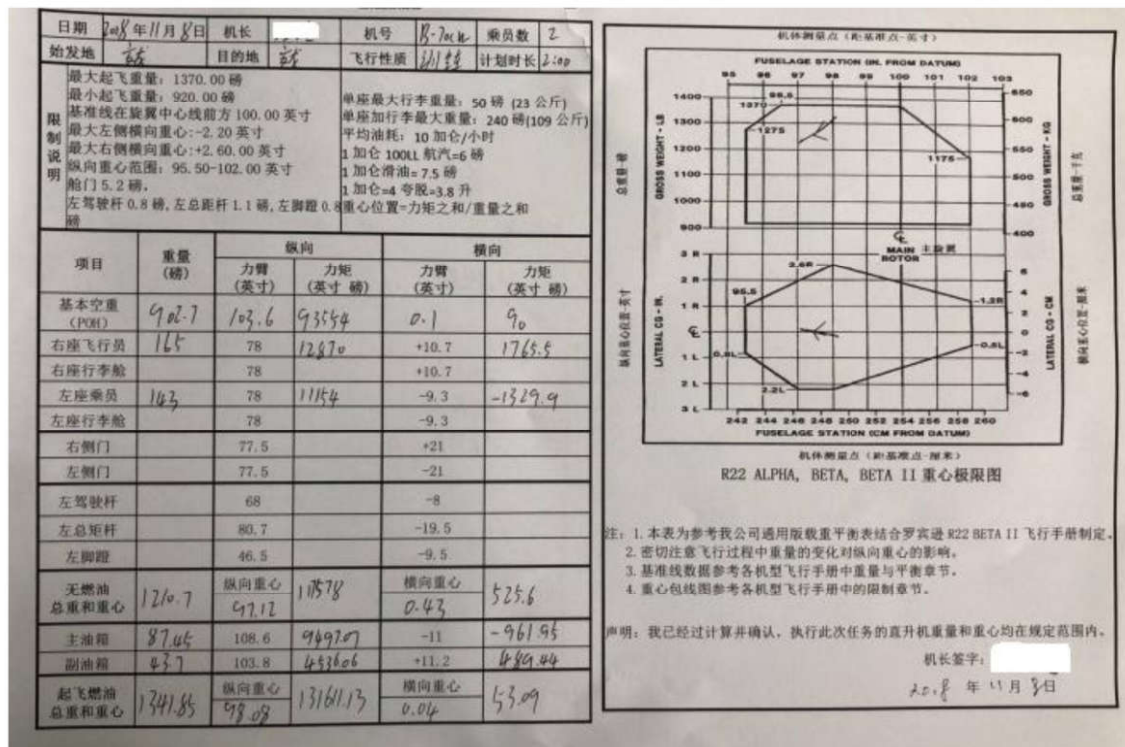 日期 2018年11月8日 机长 机号 B-70 乘员数 2
始发地 目的地 飞行性质 训练 计划时长 2:00
限制说明
最大起飞重量: 1370.00 磅
最小起飞重量: 920.00 磅
基准线在旋翼中心线前方 100.00 英寸
最大左侧横向重心:-2.20 英寸
最大右侧横向重心:+2.60.00 英寸
纵向重心范围: 95.50-102.00 英寸
舱门 5.2 磅.
左驾驶杆 0.8 磅,左总距杆 1.1 磅,左脚蹬 0.8
磅
单座最大行李重量: 50 磅 (23 公斤)
单座加行李最大重量: 240 磅(109 公斤)
平均油耗: 10 加仑/小时
1 加仑 100LL 航汽=6 磅
1 加仑滑油= 7.5 磅
1 加仑=4 夸脱=3.8 升
重心位置=力矩之和/重量之和
项目 重量(磅) 纵向 横向
力臂(英寸) 力矩(英寸 磅) 力臂(英寸) 力矩(英寸 磅)
基本空重(POH) 902.7 103.6 93554 0.1 90
右座飞行员 165 78 12870 +10.7 1765.5
右座行李舱 78 +10.7
左座乘员 143 78 11154 -9.3 -1329.9
左座行李舱 78 -9.3
右侧门 77.5 +21
左侧门 77.5 -21
左驾驶杆 68 -8
左总矩杆 80.7 -19.5
左脚蹬 46.5 -9.5
无燃油总重和重心 1210.7 纵向重心 97.12 117578 横向重心 0.43 525.6
主油箱 87.45 108.6 9497.07 -11 -961.95
副油箱 43.7 103.8 4536.06 +11.2 489.44
起飞燃油总重和重心 1341.85 纵向重心 98.08 131611.13 横向重心 0.04 53.09
机体测量点（距基准点-英寸）
FUSELAGE STATION (IN. FROM DATUM)
95 96 97 98 99 100 101 102 103
总重量-磅
GROSS WEIGHT - LB
1400
1300
1200
1100
1000
900
1370
96.5
1275
1175
650
600
550
500
450
400
GROSS WEIGHT - KG
总重量-千克
MAIN ROTOR 主旋翼
纵向重心位置-英寸
LATERAL CG - IN.
3 R
2 R
1 R
1 L
2 L
3 L
2.6R
95.5
1.2R
0.5L
2.2L
6
4
2
0
-2
-4
-6
LATERAL CG - CM
横向重心位置-厘米
242 244 246 248 250 252 254 256 258 260
FUSELAGE STATION (CM FROM DATUM)
机体测量点（距基准点-厘米）
R22 ALPHA, BETA, BETA II 重心极限图
注: 1.本表为参考我公司通用版载重平衡表结合罗宾逊 R22 BETA II 飞行手册制定。
2.密切注意飞行过程中重量的变化对纵向重心的影响。
3.基准线数据参考各机型飞行手册中重量与平衡章节。
4.重心包线图参考各机型飞行手册中的限制章节。
声明: 我已经过计算并确认、执行此次任务的直升机重量和重心均在规定范围内。
机长签字:
2018 年 11 月 8 日